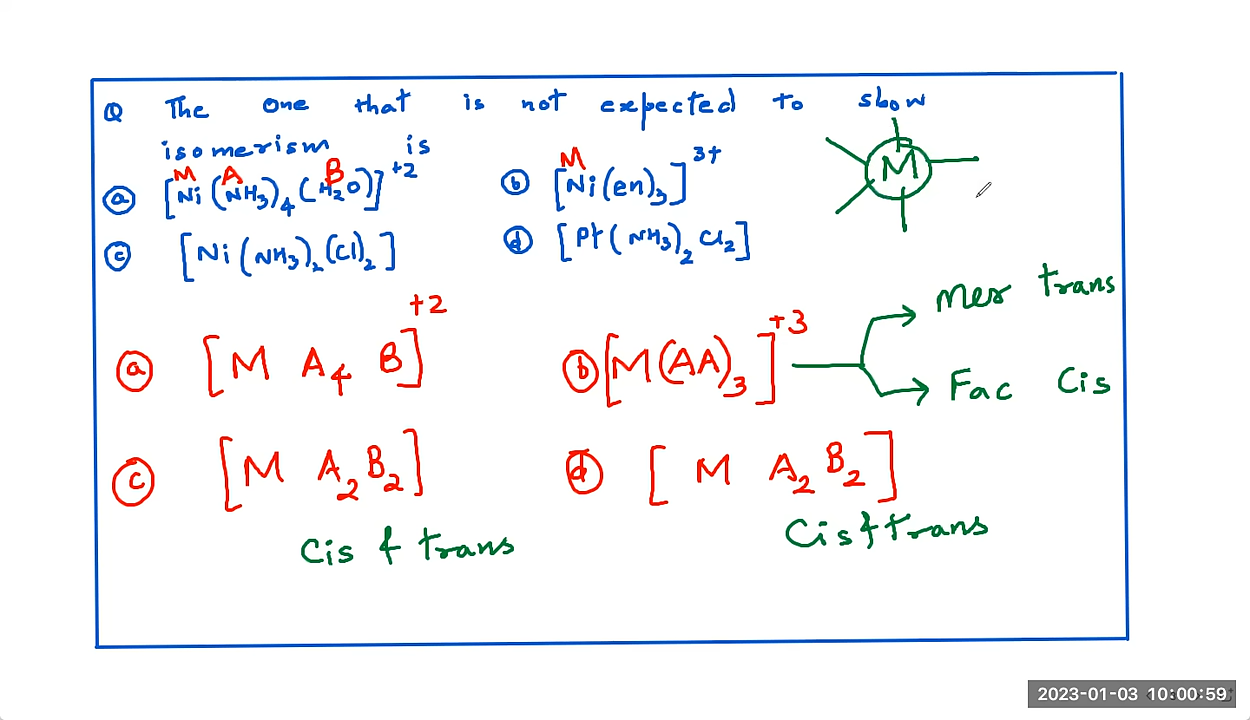 Q The one that is not expected to show
isomerism is
M A B
ⓐ [Ni(NH₃)₄(H₂O)]⁺²
M
ⓑ [Ni(en)₃]³⁺
M
ⓒ [Ni(NH₃)₂(Cl)₂]
ⓓ [Pt(NH₃)₂Cl₂]
ⓐ [M A₄ B]⁺²
ⓑ [M(AA)₃]⁺³
Mer trans
Fac Cis
ⓒ [M A₂B₂]
ⓓ [M A₂B₂]
Cis & trans
Cis & trans
2023-01-03 10:00:59